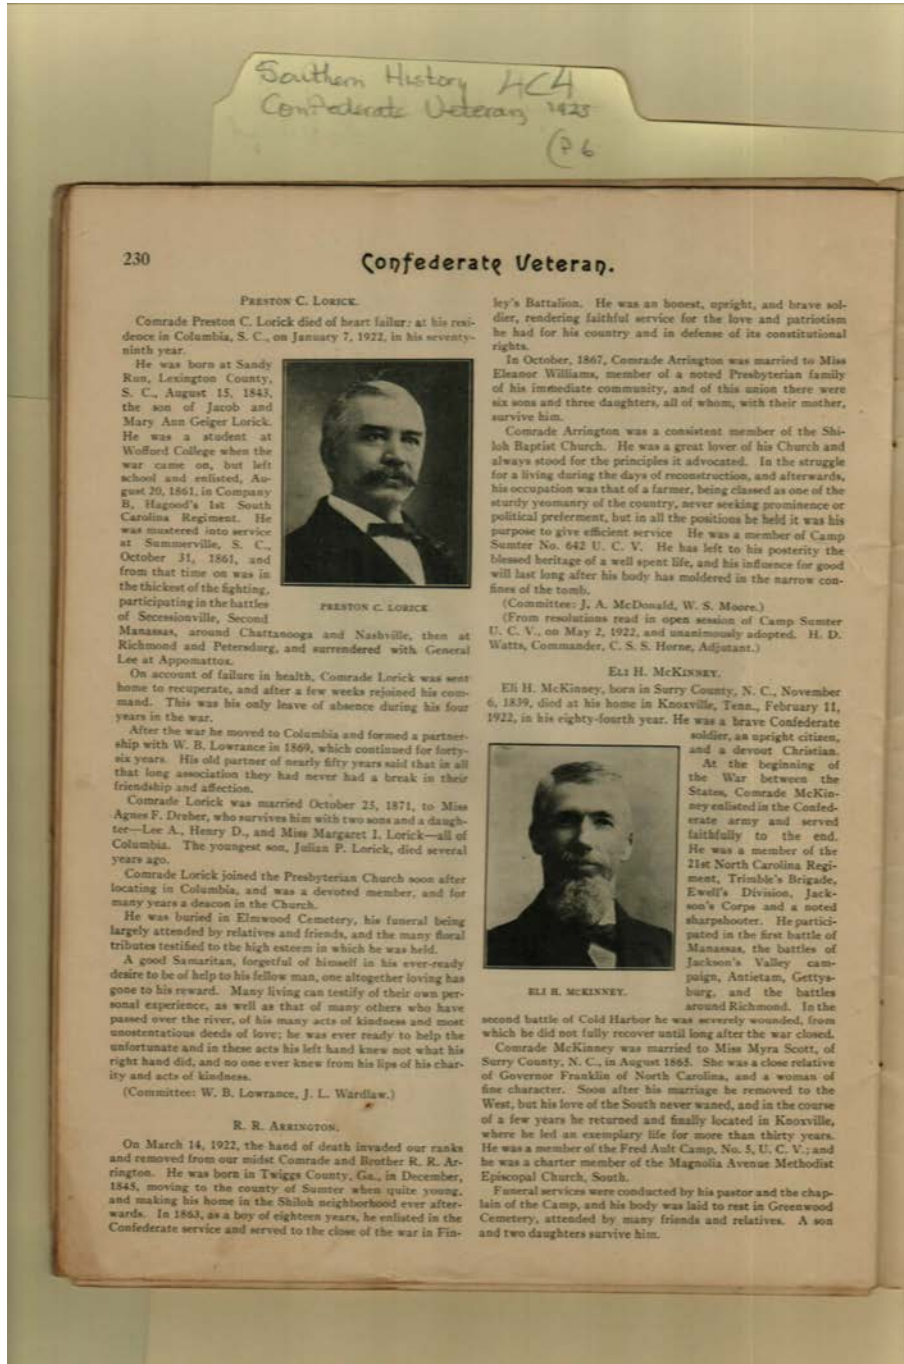 Southern History 4C4
Confederate Veteran 1923
(P 6
230
Confederate Veteran.
PRESTON C. LORICK.
Comrade Preston C. Lorick died of heart failure at his resi-
dence in Columbia, S. C., on January 7, 1922, in his seventy-
ninth year.
He was born at Sandy
Run, Lexington County,
S. C., August 15, 1843,
the son of Jacob and
Mary Ann Geiger Lorick.
He was a student at
Wofford College when the
war came on, but left
school and enlisted, Au-
gust 20, 1861, in Company
B, Hagood's 1st South
Carolina Regiment. He
was mustered into service
at Summerville, S. C.,
October 31, 1861, and
from that time on was in
the thickest of the fighting,
participating in the battles
of Secessionville, Second
PRESTON C. LORICK
Manassas, around Chattanooga and Nashville, then at
Richmond and Petersburg, and surrendered with General
Lee at Appomattox.
On account of failure in health, Comrade Lorick was sent
home to recuperate, and after a few weeks rejoined his com-
mand. This was his only leave of absence during his four
years in the war.
After the war he moved to Columbia and formed a partner-
ship with W. B. Lowrance in 1869, which continued for forty-
six years. His old partner of nearly fifty years said that in all
that long association they had never had a break in their
friendship and affection.
Comrade Lorick was married October 25, 1871, to Miss
Agnes F. Dreher, who survives him with two sons and a daugh-
ter—Lee A., Henry D., and Miss Margaret I. Lorick—all of
Columbia. The youngest son, Julian P. Lorick, died several
years ago.
Comrade Lorick joined the Presbyterian Church soon after
locating in Columbia, and was a devoted member, and for
many years a deacon in the Church.
He was buried in Elmwood Cemetery, his funeral being
largely attended by relatives and friends, and the many floral
tributes testified to the high esteem in which he was held.
A good Samaritan, forgetful of himself in his ever-ready
desire to be of help to his fellow man, one altogether loving has
gone to his reward. Many living can testify of their own per-
sonal experience, as well as that of many others who have
passed over the river, of his many acts of kindness and most
unostentatious deeds of love; he was ever ready to help the
unfortunate and in these acts his left hand knew not what his
right hand did, and no one ever knew from his lips of his char-
ity and acts of kindness.
(Committee: W. B. Lowrance, J. L. Wardlaw.)
R. R. ARRINGTON.
On March 14, 1922, the hand of death invaded our ranks
and removed from our midst Comrade and Brother R. R. Ar-
rington. He was born in Twiggs County, Ga., in December,
1845, moving to the county of Sumter when quite young,
and making his home in the Shiloh neighborhood ever after-
wards. In 1863, as a boy of eighteen years, he enlisted in the
Confederate service and served to the close of the war in Fin-
ley's Battalion. He was an honest, upright, and brave sol-
dier, rendering faithful service for the love and patriotism
he had for his country and in defense of its constitutional
rights.
In October, 1867, Comrade Arrington was married to Miss
Eleanor Williams, member of a noted Presbyterian family
of his immediate community, and of this union there were
six sons and three daughters, all of whom, with their mother,
survive him.
Comrade Arrington was a consistent member of the Shi-
loh Baptist Church. He was a great lover of his Church and
always stood for the principles it advocated. In the struggle
for a living during the days of reconstruction, and afterwards,
his occupation was that of a farmer, being classed as one of the
sturdy yeomanry of the country, never seeking prominence or
political preferment, but in all the positions he held it was his
purpose to give efficient service He was a member of Camp
Sumter No. 642 U. C. V. He has left to his posterity the
blessed heritage of a well spent life, and his influence for good
will last long after his body has moldered in the narrow con-
fines of the tomb.
(Committee: J. A. McDonald, W. S. Moore.)
(From resolutions read in open session of Camp Sumter
U. C. V., on May 2, 1922, and unanimously adopted. H. D.
Watts, Commander, C. S. S. Horne, Adjutant.)
ELI H. MCKINNEY.
Eli H. McKinney, born in Surry County, N. C., November
6, 1839, died at his home in Knoxville, Tenn., February 11,
1922, in his eighty-fourth year. He was a brave Confederate
soldier, an upright citizen,
and a devout Christian.
At the beginning of
the War between the
States, Comrade McKin-
ney enlisted in the Confed-
erate army and served
faithfully to the end.
He was a member of the
21st North Carolina Regi-
ment, Trimble's Brigade,
Ewell's Division, Jack-
son's Corps and a noted
sharpshooter. He partici-
pated in the first battle of
Manassas, the battles of
Jackson's Valley cam-
paign, Antietam, Gettys-
burg, and the battles
around Richmond. In the
ELI H. MCKINNEY.
second battle of Cold Harbor he was severely wounded, from
which he did not fully recover until long after the war closed.
Comrade McKinney was married to Miss Myra Scott, of
Surry County, N. C., in August 1865. She was a close relative
of Governor Franklin of North Carolina, and a woman of
fine character. Soon after his marriage he removed to the
West, but his love of the South never waned, and in the course
of a few years he returned and finally located in Knoxville,
where he led an exemplary life for more than thirty years.
He was a member of the Fred Ault Camp, No. 5, U. C. V.; and
he was a charter member of the Magnolia Avenue Methodist
Episcopal Church, South.
Funeral services were conducted by his pastor and the chap-
lain of the Camp, and his body was laid to rest in Greenwood
Cemetery, attended by many friends and relatives. A son
and two daughters survive him.